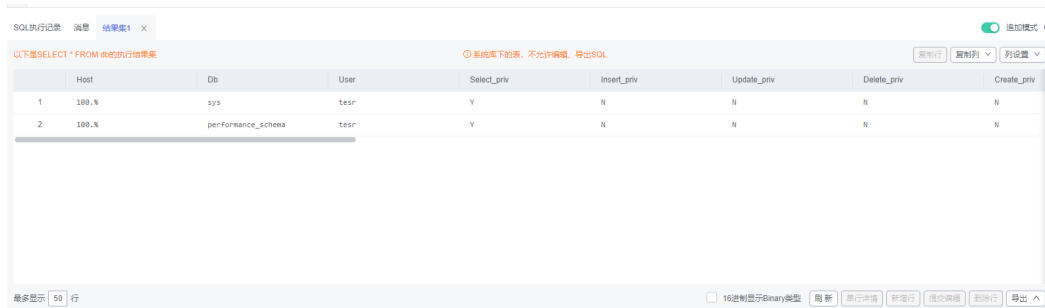 SQL执行记录 消息 结果集1 X 追加模式
以下是SELECT * FROM db的执行结果集 系统库下的表，不允许编辑，导出SQL 复制行 复制列 列设置
Host Db User Select_priv Insert_priv Update_priv Delete_priv Create_priv
1 100.% sys tesr Y N N N N
2 100.% performance_schema tesr Y N N N N
最多显示 50 行 16进制显示Binary类型 刷新 单行详情 新增行 提交编辑 删除行 导出